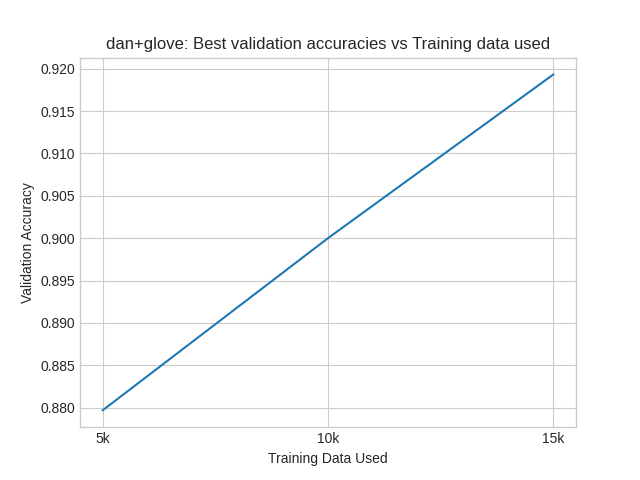 dan+glove: Best validation accuracies vs Training data used
0.920
0.915
0.910
0.905
0.900
0.895
0.890
0.885
0.880
Validation Accuracy
5k 10k 15k
Training Data Used